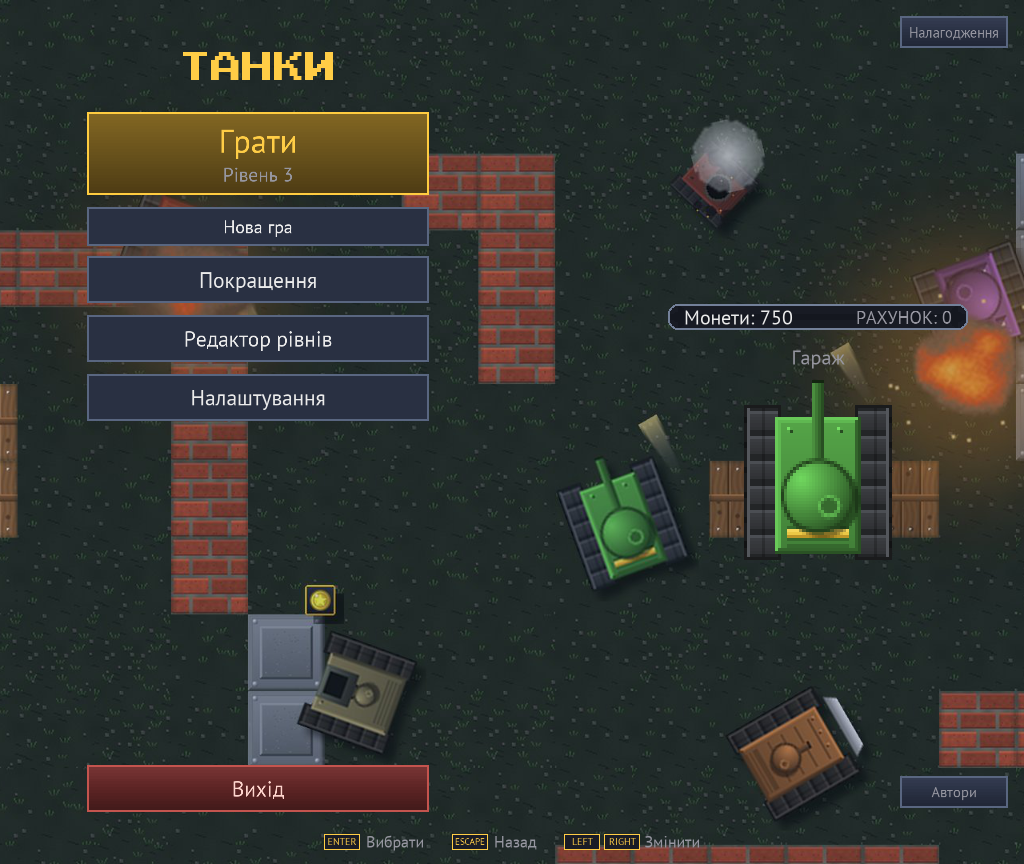 Налагодження
ТАНКИ
Грати
Рівень 3
Нова гра
Покращення
Редактор рівнів
Налаштування
Монети: 750 РАХУНОК: 0
Гараж
Вихід
Автори
ENTER Вибрати ESCAPE Назад LEFT RIGHT Змінити